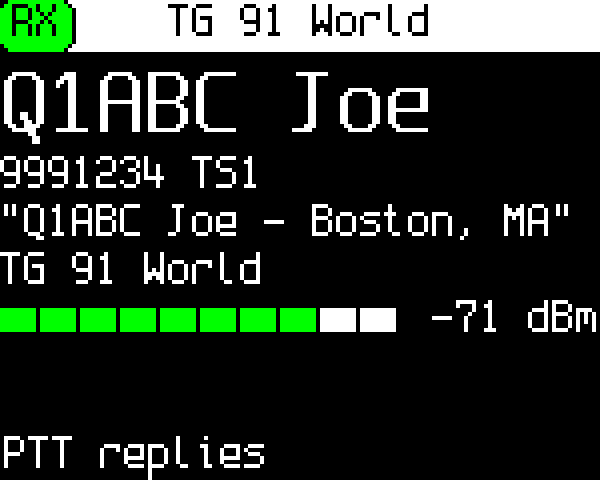 RX TG 91 World
Q1ABC Joe
9991234 TS1
"Q1ABC Joe - Boston, MA"
TG 91 World
-71 dBm
PTT replies